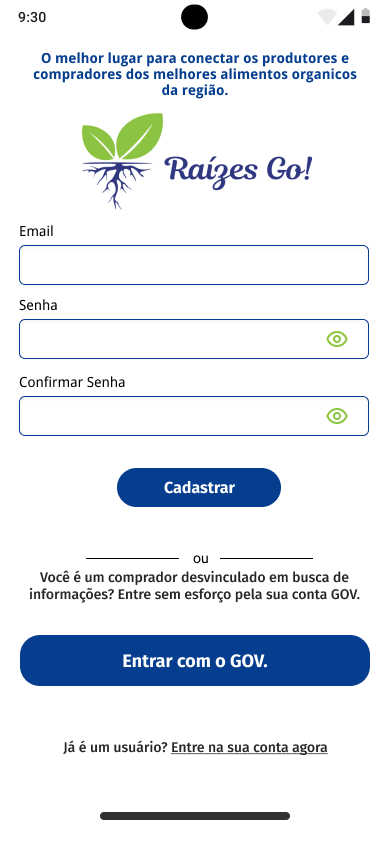 9:30
O melhor lugar para conectar os produtores e
compradores dos melhores alimentos organicos
da região.
Raízes Go!
Email
Senha
Confirmar Senha
Cadastrar
ou
Você é um comprador desvinculado em busca de
informações? Entre sem esforço pela sua conta GOV.
Entrar com o GOV.
Já é um usuário? Entre na sua conta agora